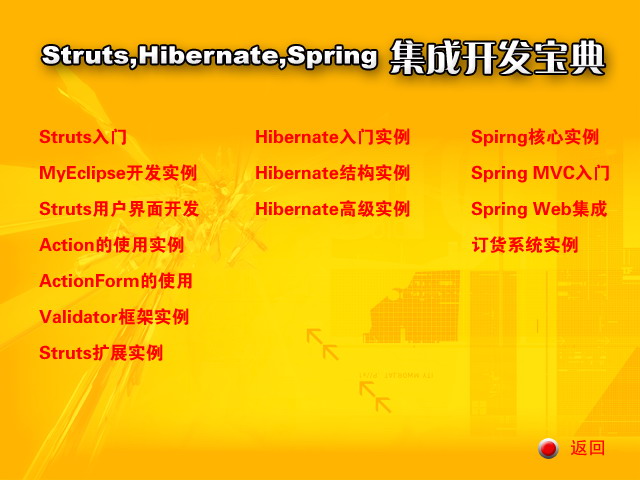 Struts,Hibernate,Spring 集成开发宝典
Struts入门
MyEclipse开发实例
Struts用户界面开发
Action的使用实例
ActionForm的使用
Validator框架实例
Struts扩展实例
Hibernate入门实例
Hibernate结构实例
Hibernate高级实例
Spirng核心实例
Spring MVC入门
Spring Web集成
订货系统实例
返回